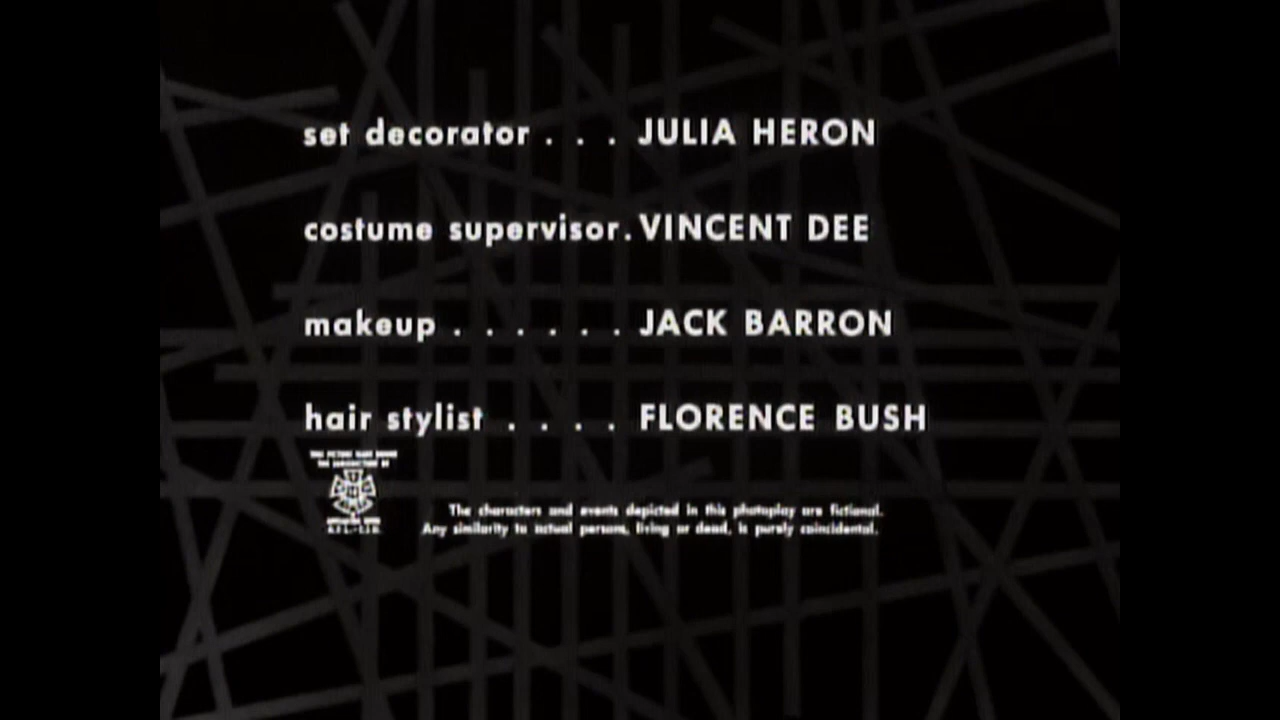 set decorator . . . JULIA HERON
costume supervisor. VINCENT DEE
makeup . . . . . . JACK BARRON
hair stylist . . . . FLORENCE BUSH
The characters and events depicted in this photoplay are fictional.
Any similarity to actual persons, living or dead, is purely coincidental.